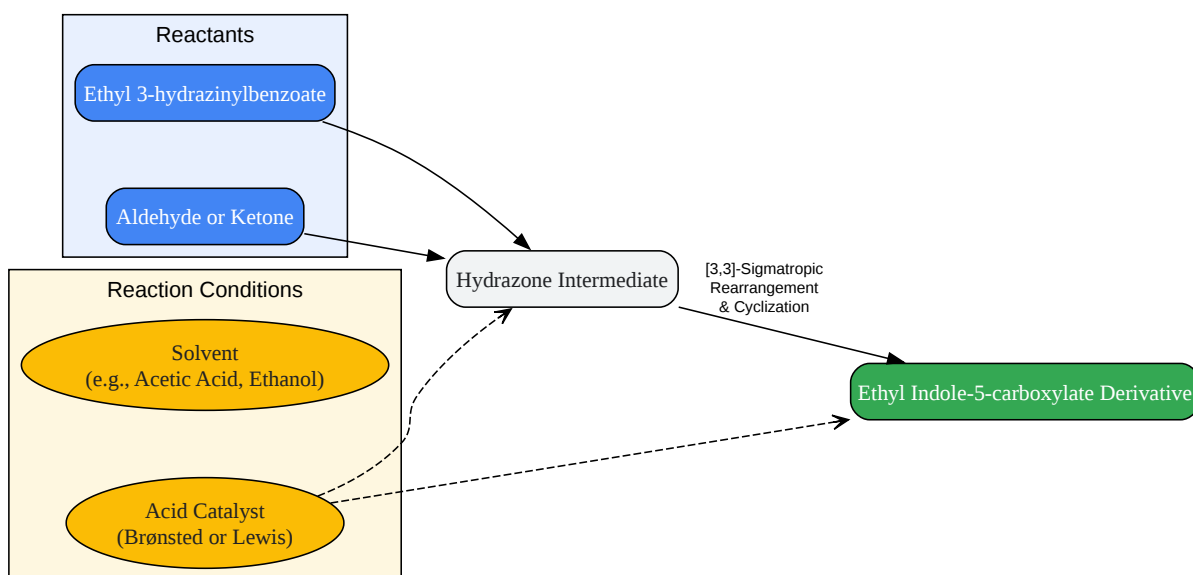 Reactants
Ethyl 3-hydrazinylbenzoate
Aldehyde or Ketone
Reaction Conditions
Solvent
(e.g., Acetic Acid, Ethanol)
Acid Catalyst
(Brønsted or Lewis)
Hydrazone Intermediate
[3,3]-Sigmatropic
Rearrangement
& Cyclization
Ethyl Indole-5-carboxylate Derivative